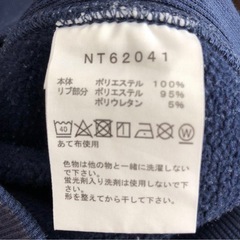 NT62041
本体 ポリエステル 100%
リブ部分 ポリエステル 95%
ポリウレタン 5%
40
あて布使用
色物は他の物と一緒に洗濯しないで
下さい。
蛍光剤入り洗剤は使用しないで下さい。
形を整えてから干して下さい。